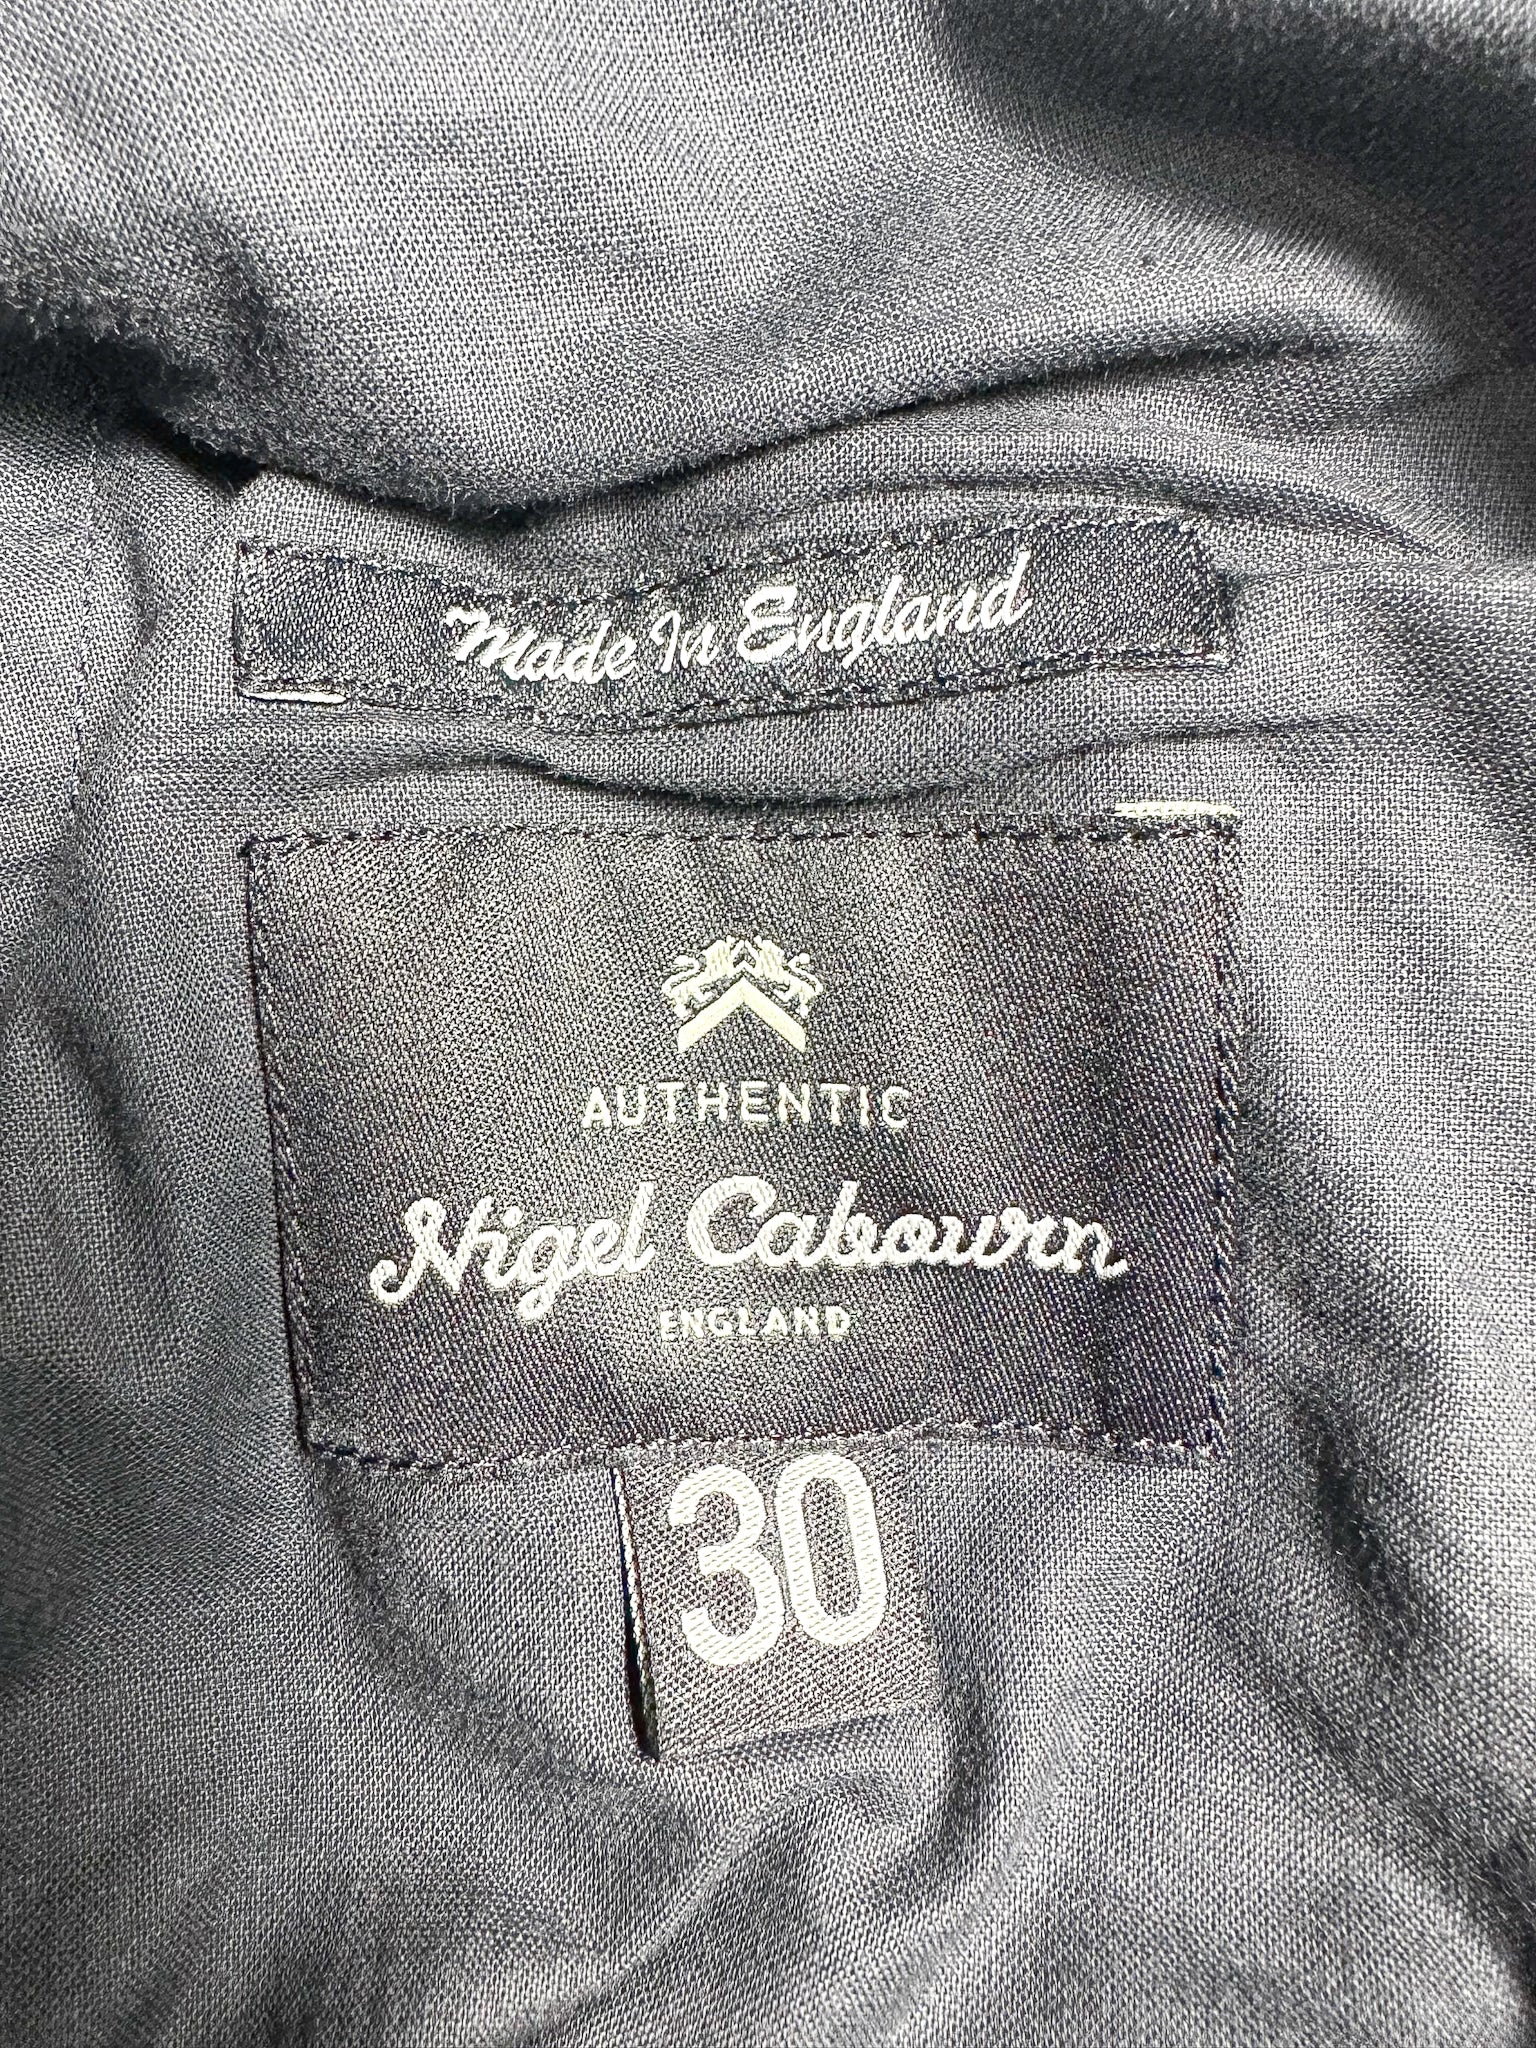 Made In England
AUTHENTIC
Nigel Cabourn
ENGLAND
30